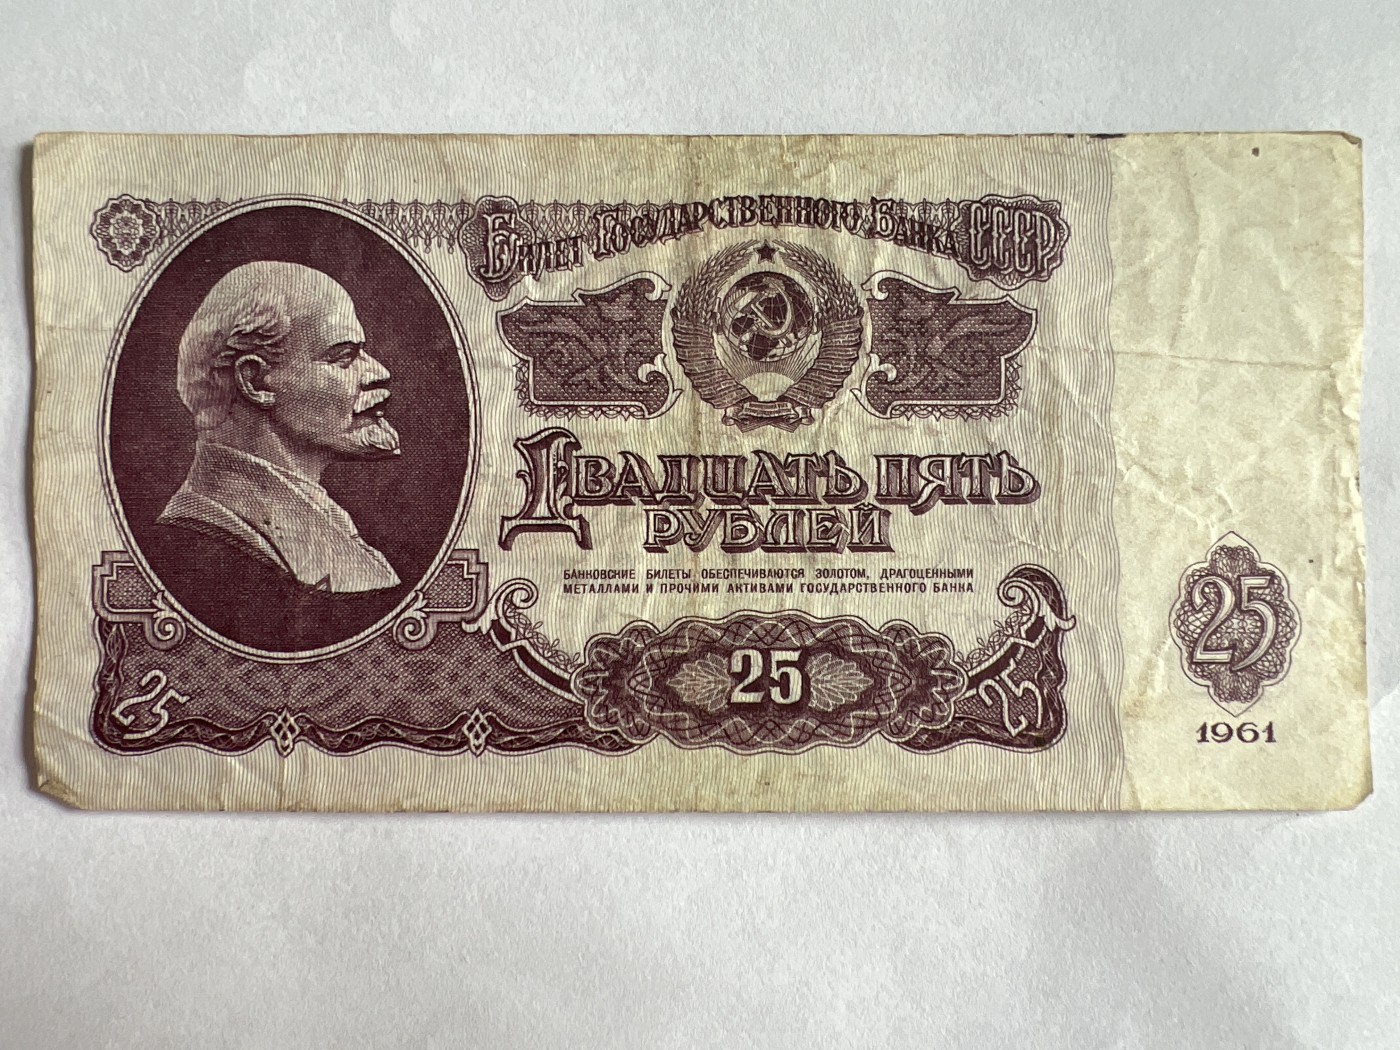 Билет Государственного Банка СССР
Двадцать пять
рублей
БАНКОВСКИЕ БИЛЕТЫ ОБЕСПЕЧИВАЮТСЯ ЗОЛОТОМ, ДРАГОЦЕННЫМИ
МЕТАЛЛАМИ И ПРОЧИМИ АКТИВАМИ ГОСУДАРСТВЕННОГО БАНКА
25
25
25
25
1961